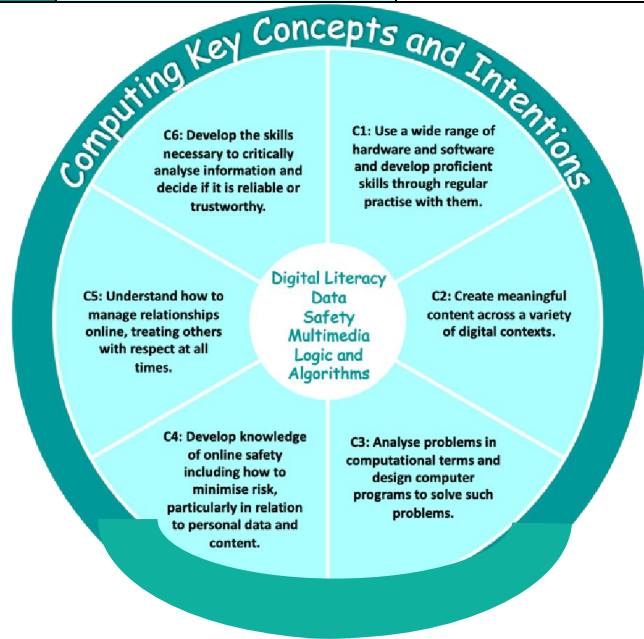 Computing Key Concepts and Intentions
C1: Use a wide range of
hardware and software
and develop proficient
skills through regular
practise with them.
C2: Create meaningful
content across a variety
of digital contexts.
C3: Analyse problems in
computational terms and
design computer
programs to solve such
problems.
C4: Develop knowledge
of online safety
including how to
minimise risk,
particularly in relation
to personal data and
content.
C5: Understand how to
manage relationships
online, treating others
with respect at all
times.
C6: Develop the skills
necessary to critically
analyse information and
decide if it is reliable or
trustworthy.
Digital Literacy
Data
Safety
Multimedia
Logic and
Algorithms